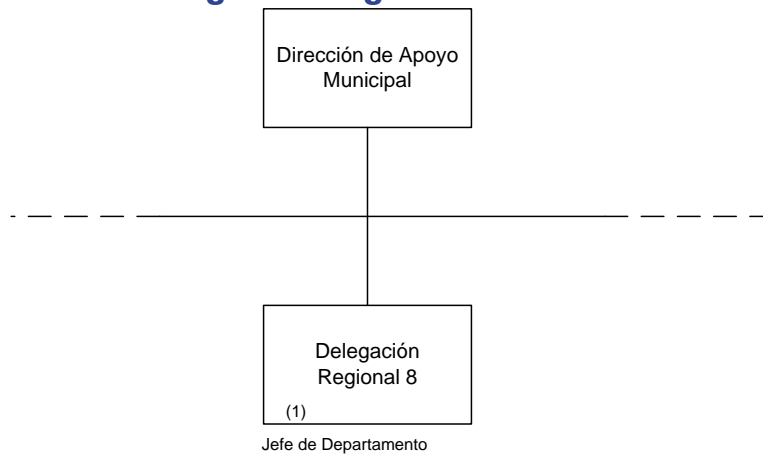 Dirección de Apoyo
Municipal
Delegación
Regional 8
(1)
Jefe de Departamento